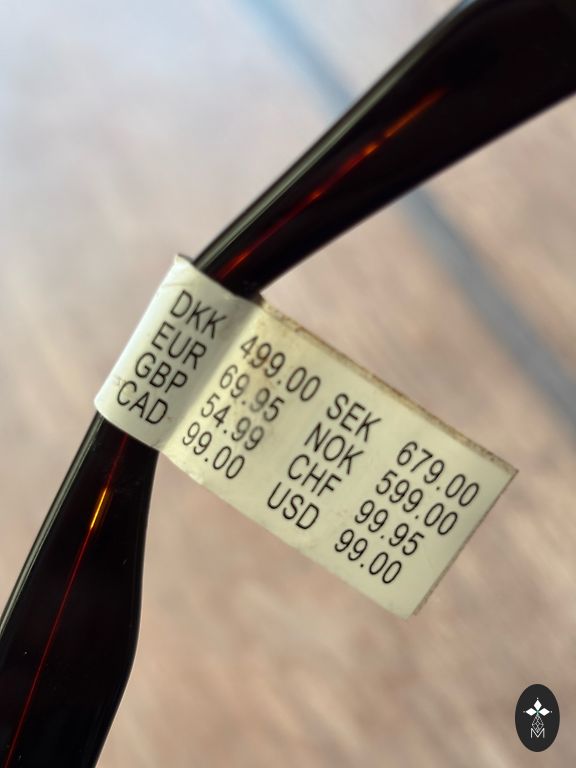 DKK 499.00 SEK 679.00
EUR 69.95 NOK 599.00
GBP 54.99 CHF 99.95
CAD 99.00 USD 99.00
M